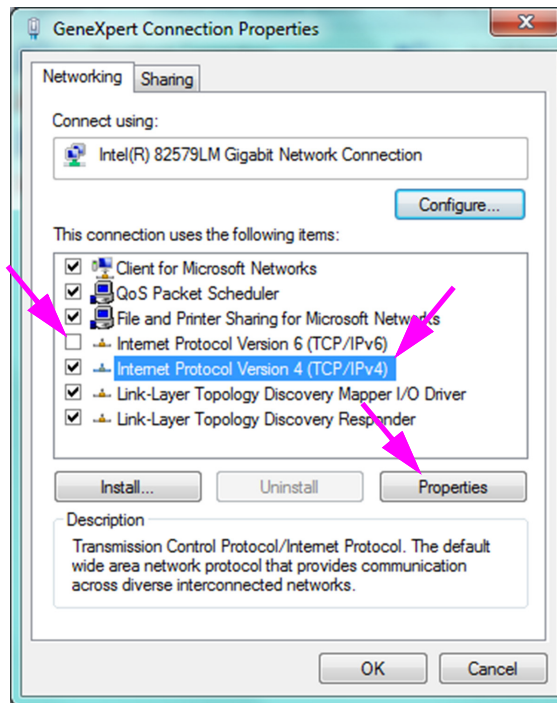 GeneXpert Connection Properties
Networking
Sharing
Connect using:
Intel(R) 82579LM Gigabit Network Connection
Configure...
This connection uses the following items:
Client for Microsoft Networks
QoS Packet Scheduler
File and Printer Sharing for Microsoft Networks
Internet Protocol Version 6 (TCP/IPv6)
Internet Protocol Version 4 (TCP/IPv4)
Link-Layer Topology Discovery Mapper I/O Driver
Link-Layer Topology Discovery Responder
Install...
Uninstall
Properties
Description
Transmission Control Protocol/Internet Protocol. The default
wide area network protocol that provides communication
across diverse interconnected networks.
OK
Cancel